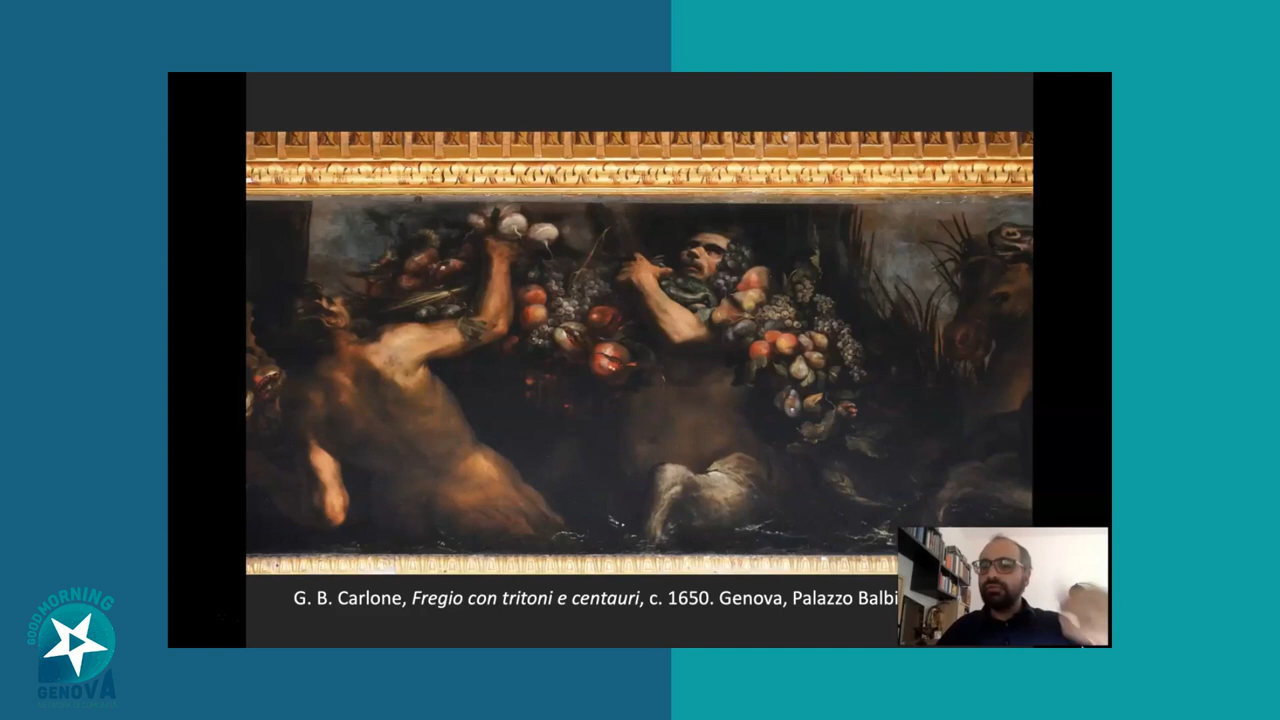 G. B. Carlone, Fregio con tritoni e centauri, c. 1650. Genova, Palazzo Balbi
GOODMORNING
GENOVA